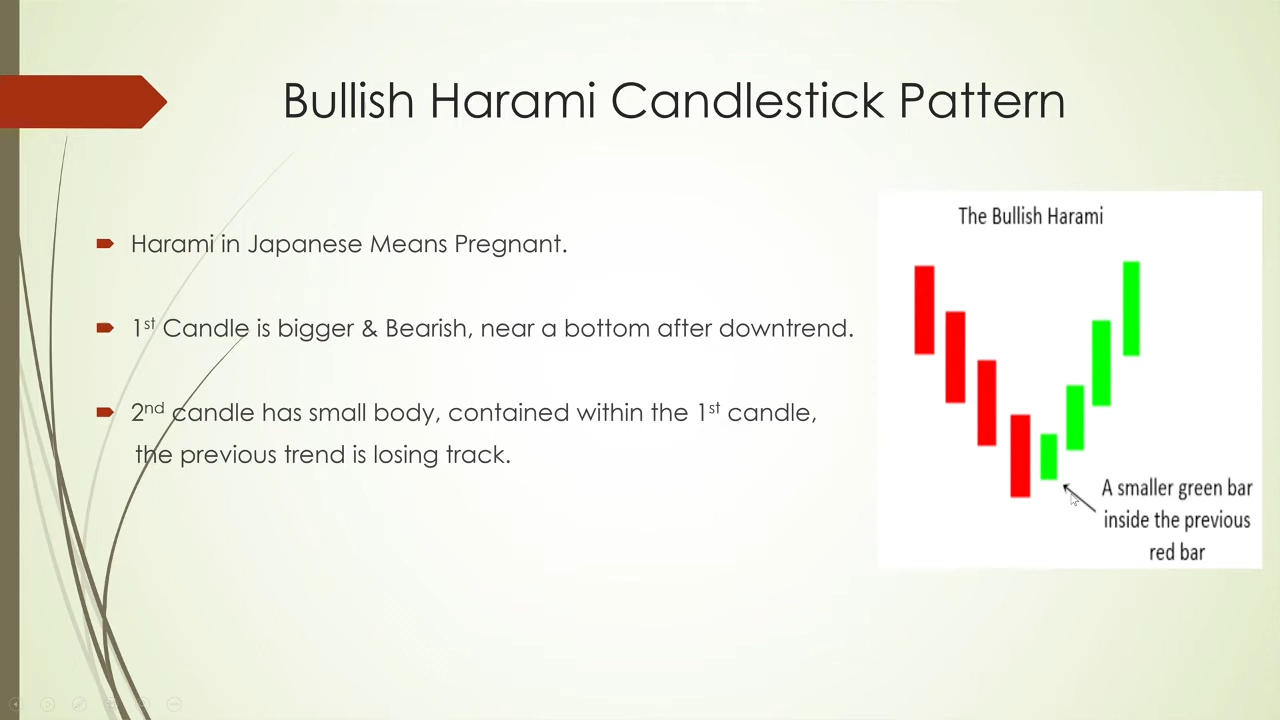 Bullish Harami Candlestick Pattern
Harami in Japanese Means Pregnant.
1st Candle is bigger & Bearish, near a bottom after downtrend.
2nd candle has small body, contained within the 1st candle,
the previous trend is losing track.
The Bullish Harami
A smaller green bar
inside the previous
red bar